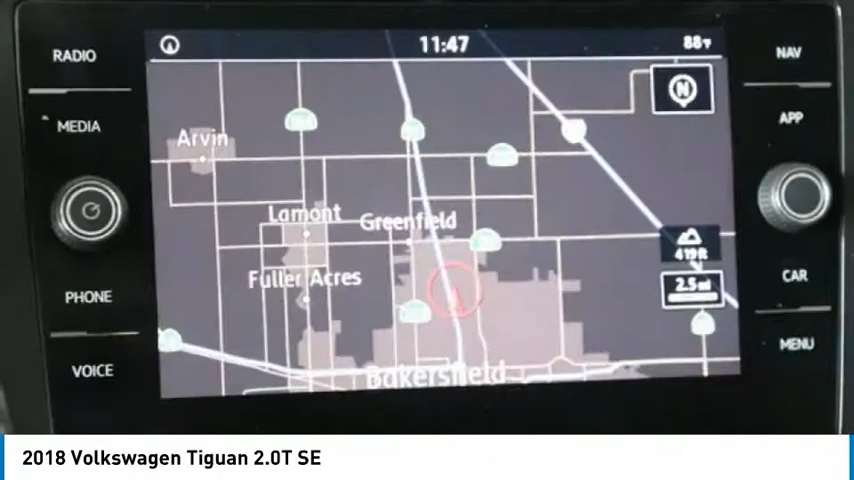 RADIO
11:47
88°F
NAV
N
MEDIA
APP
Arvin
Lamont
Greenfield
419ft
Fuller Acres
2.5 mi
PHONE
CAR
VOICE
Bakersfield
MENU
2018 Volkswagen Tiguan 2.0T SE